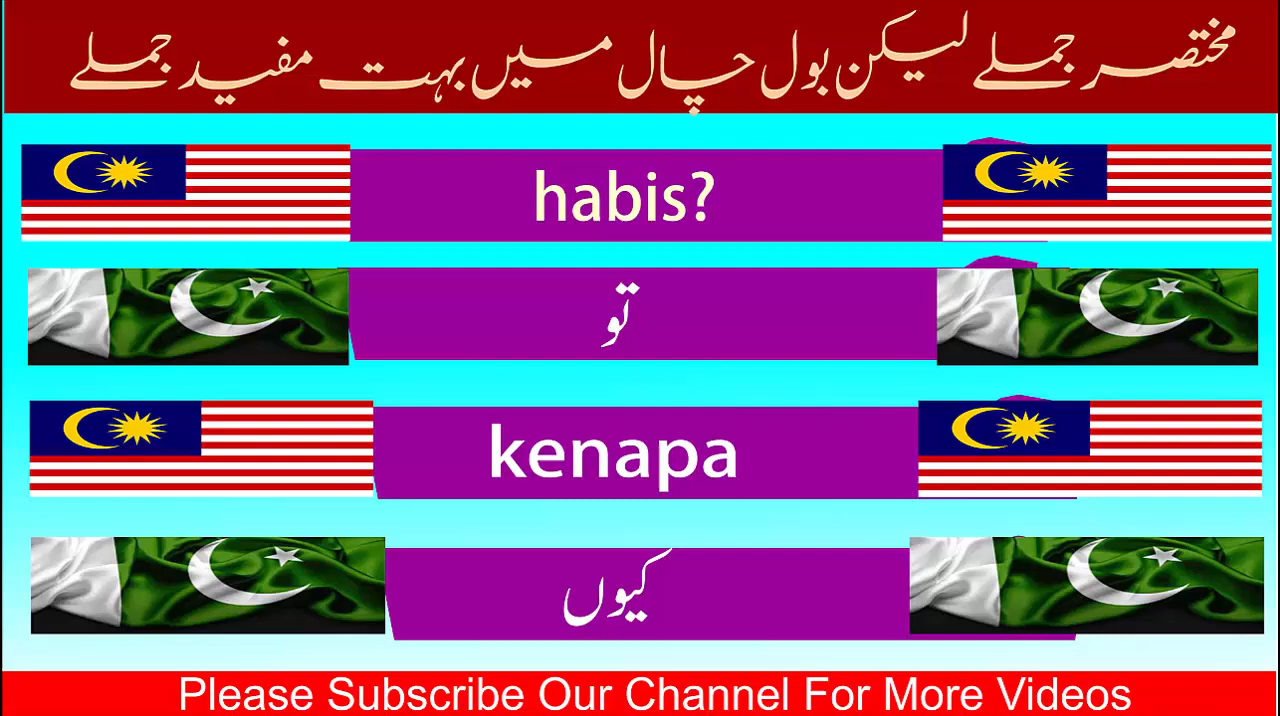 مختصر جملے لیکن بول چال میں بہت مفید جملے
habis?
تو
kenapa
کیوں
Please Subscribe Our Channel For More Videos